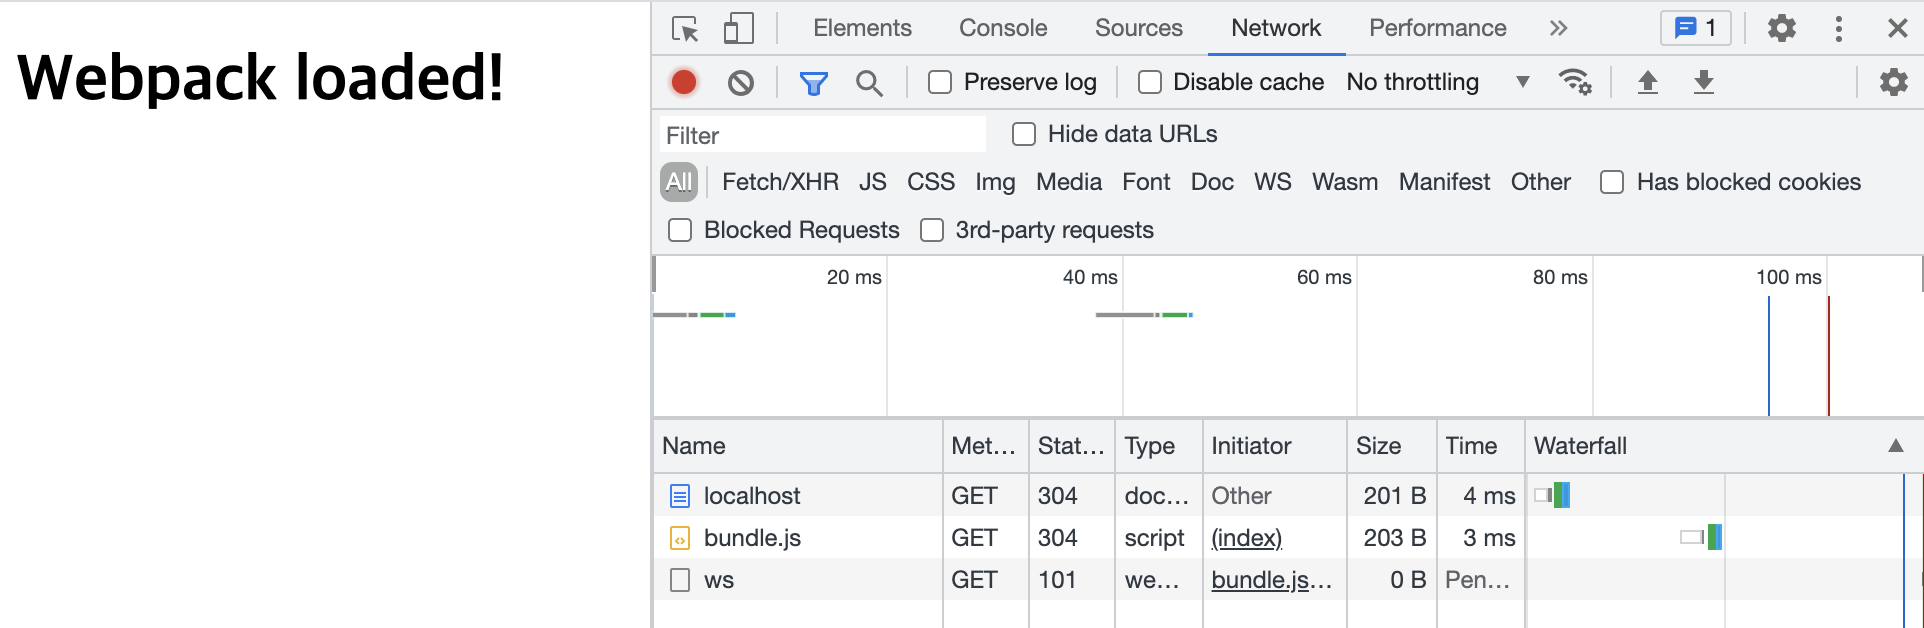 Webpack loaded!
Elements Console Sources Network Performance 1
Preserve log Disable cache No throttling
Filter Hide data URLs
All Fetch/XHR JS CSS Img Media Font Doc WS Wasm Manifest Other Has blocked cookies
Blocked Requests 3rd-party requests
20 ms 40 ms 60 ms 80 ms 100 ms
Name Met... Stat... Type Initiator Size Time Waterfall
localhost GET 304 doc... Other 201 B 4 ms
bundle.js GET 304 script (index) 203 B 3 ms
ws GET 101 we... bundle.js... 0 B Pen...